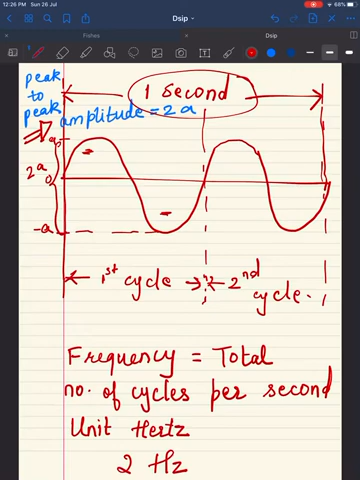 12:26 PM Sun 26 Jul
68%
Dsip
Fishes
Dsip
peak
to
peak amplitude = 2a
1 second
a
2a
0
-a
1st cycle
2nd
cycle.
Frequency = Total
no. of cycles per second
Unit Hertz
2 Hz